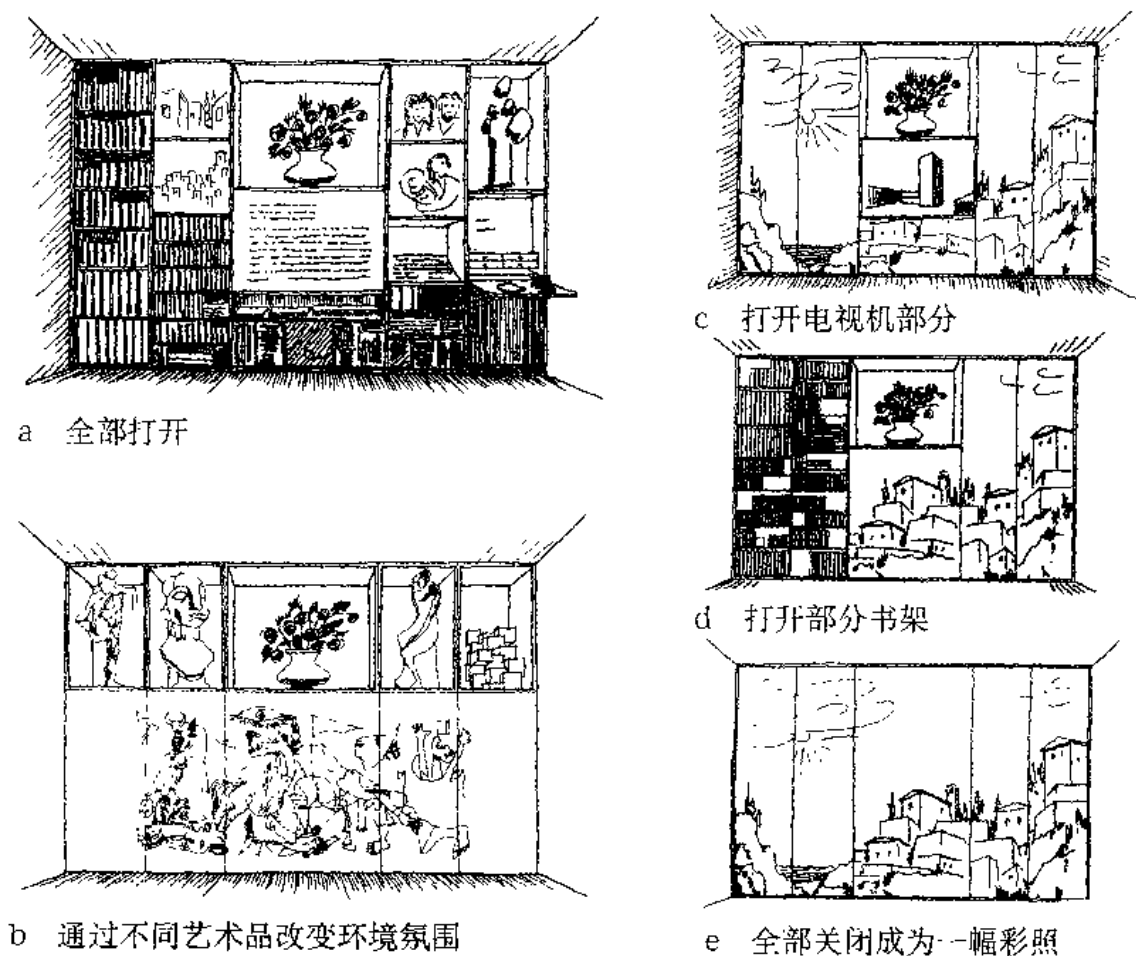 a 全部打开
b 通过不同艺术品改变环境氛围
c 打开电视机部分
d 打开部分书架
e 全部关闭成为一幅彩照